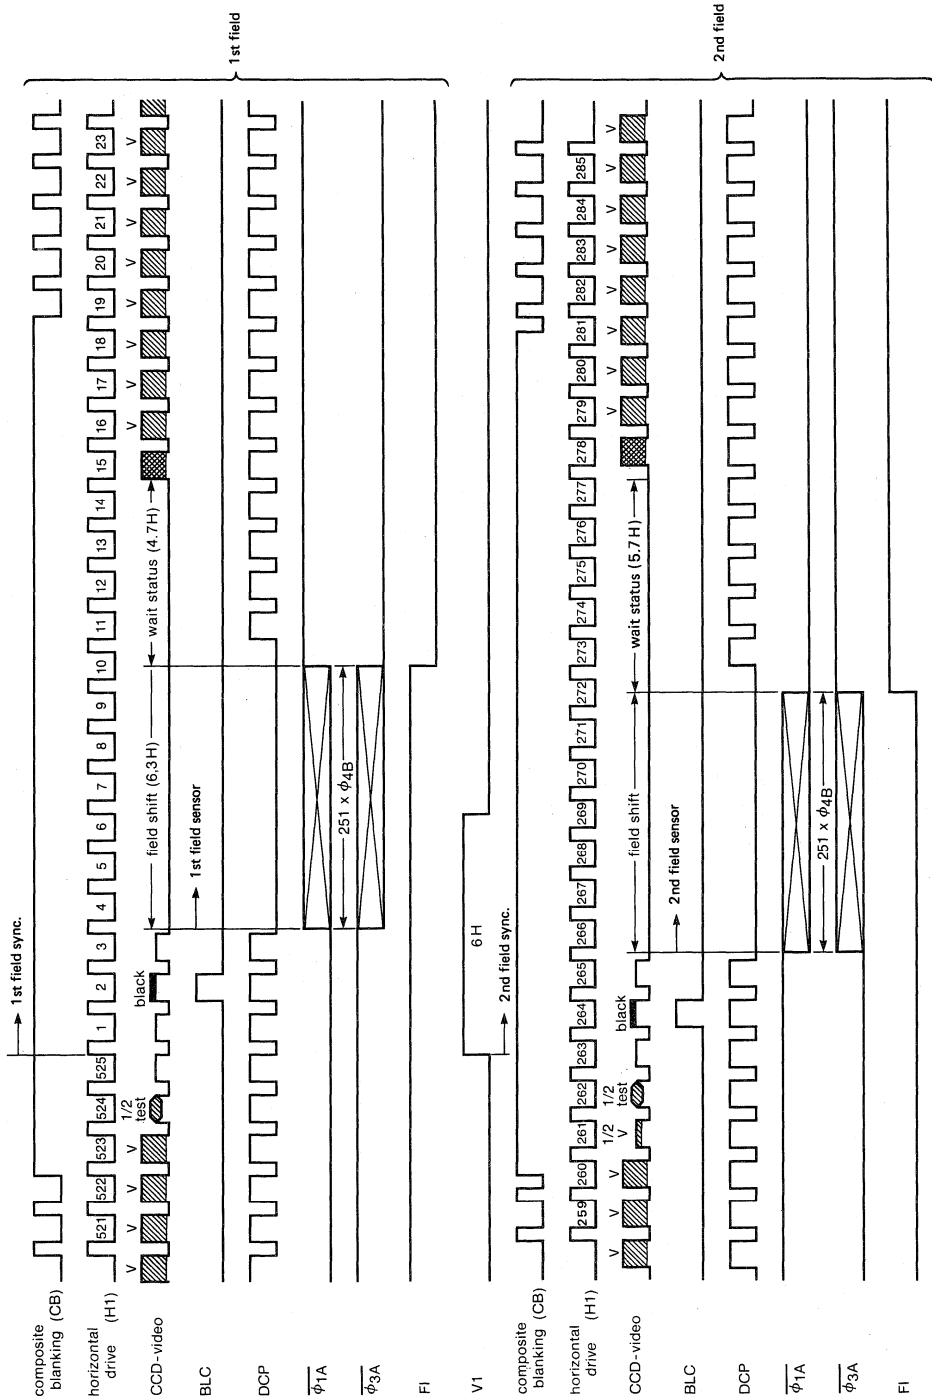 1st field sync.
composite
blanking (CB)
horizontal
drive (H1)
521 522 523 524 525 1 2 3 4 5 6 7 8 9 10 11 12 13 14 15 16 17 18 19 20 21 22 23
CCD-video
V V V V 1/2 test black field shift (6,3 H) wait status (4.7 H) V V V V V V V V
BLC
1st field sensor
DCP
φ1A
251 x φ4B
φ3A
FI
1st field
V1
6 H
2nd field sync.
composite
blanking (CB)
horizontal
drive (H1)
259 260 261 262 263 264 265 266 267 268 269 270 271 272 273 274 275 276 277 278 279 280 281 282 283 284 285
CCD-video
V V V 1/2 V 1/2 test black field shift wait status (5.7 H) V V V V V V V V
BLC
2nd field sensor
DCP
φ1A
251 x φ4B
φ3A
FI
2nd field